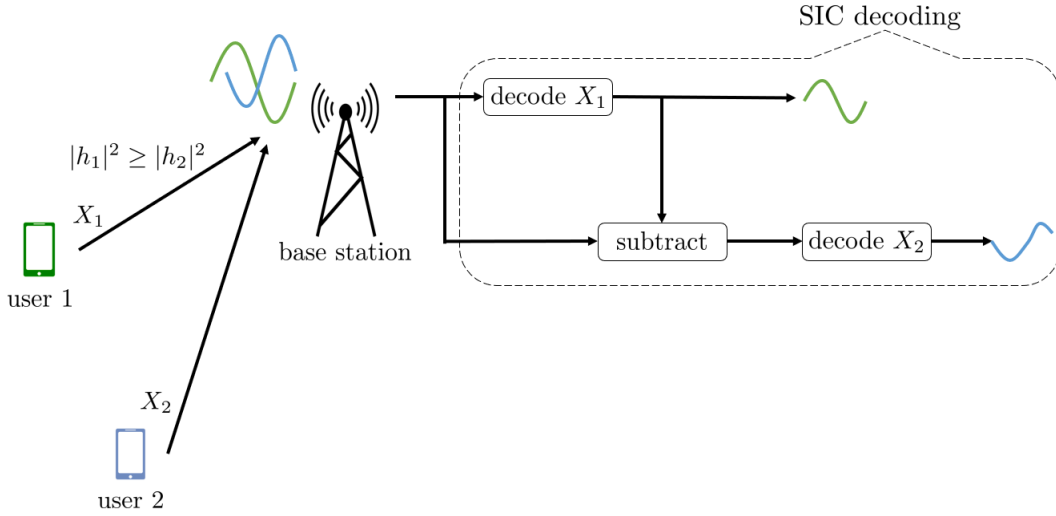 SIC decoding
decode X₁
|h₁|² ≥ |h₂|²
X₁
base station
subtract
decode X₂
user 1
X₂
user 2